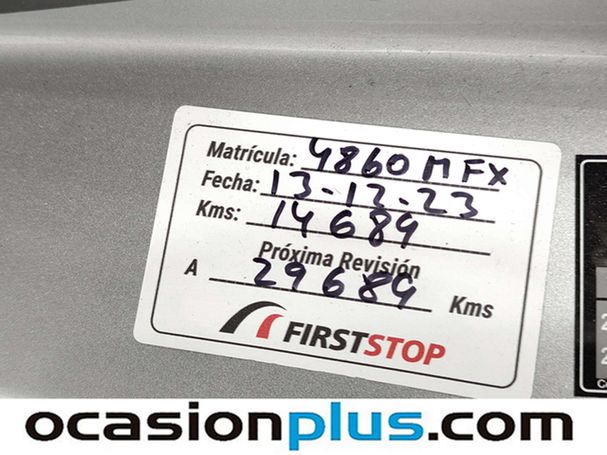 Matrícula: 4860 MFX
Fecha: 13-12-23
Kms: 14689
Próxima Revisión
A 29689 Kms
FIRSTSTOP
ocasionplus.com